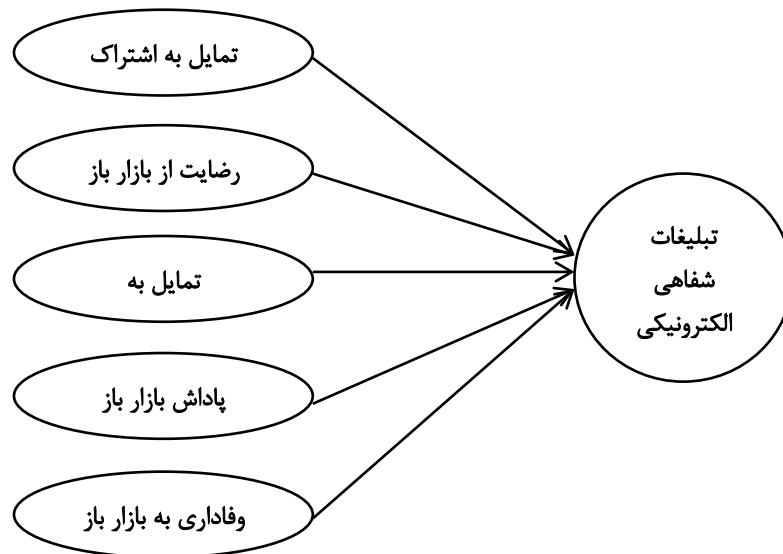 تمایل به اشتراک
رضایت از بازار باز
تمایل به
پاداش بازار باز
وفاداری به بازار باز
تبلیغات
شفاهی
الکترونیکی